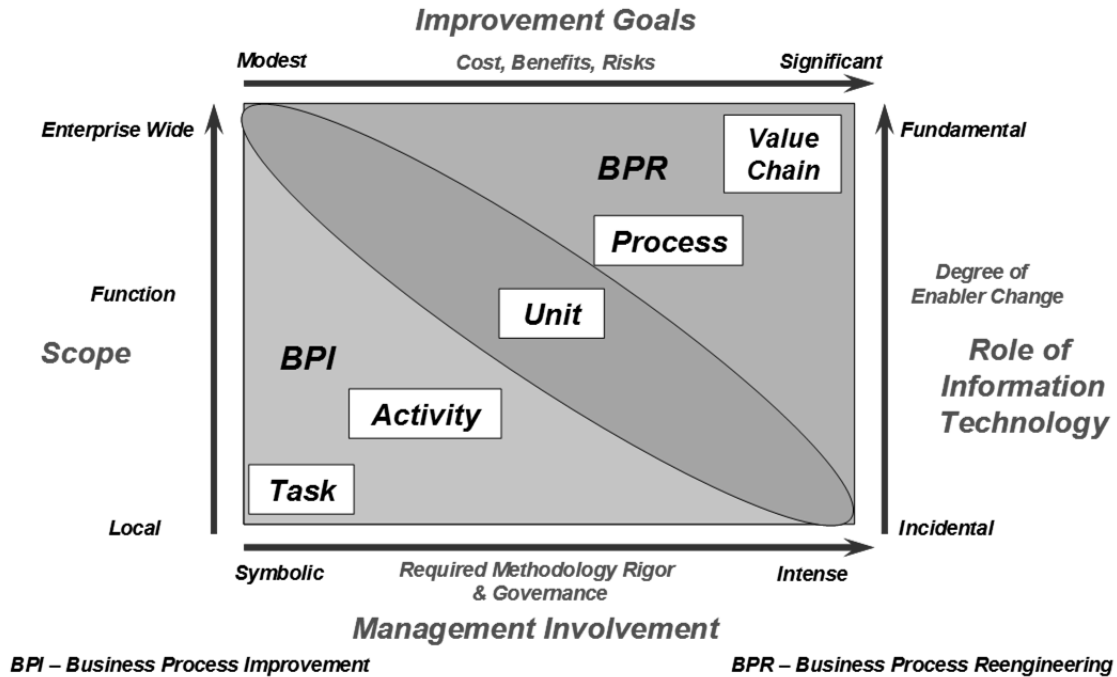 Improvement Goals
Modest
Cost, Benefits, Risks
Significant
Enterprise Wide
Fundamental
Value
Chain
BPR
Process
Function
Degree of
Enabler Change
Unit
Scope
BPI
Role of
Information
Technology
Activity
Task
Local
Incidental
Symbolic
Required Methodology Rigor
& Governance
Intense
Management Involvement
BPI – Business Process Improvement
BPR – Business Process Reengineering